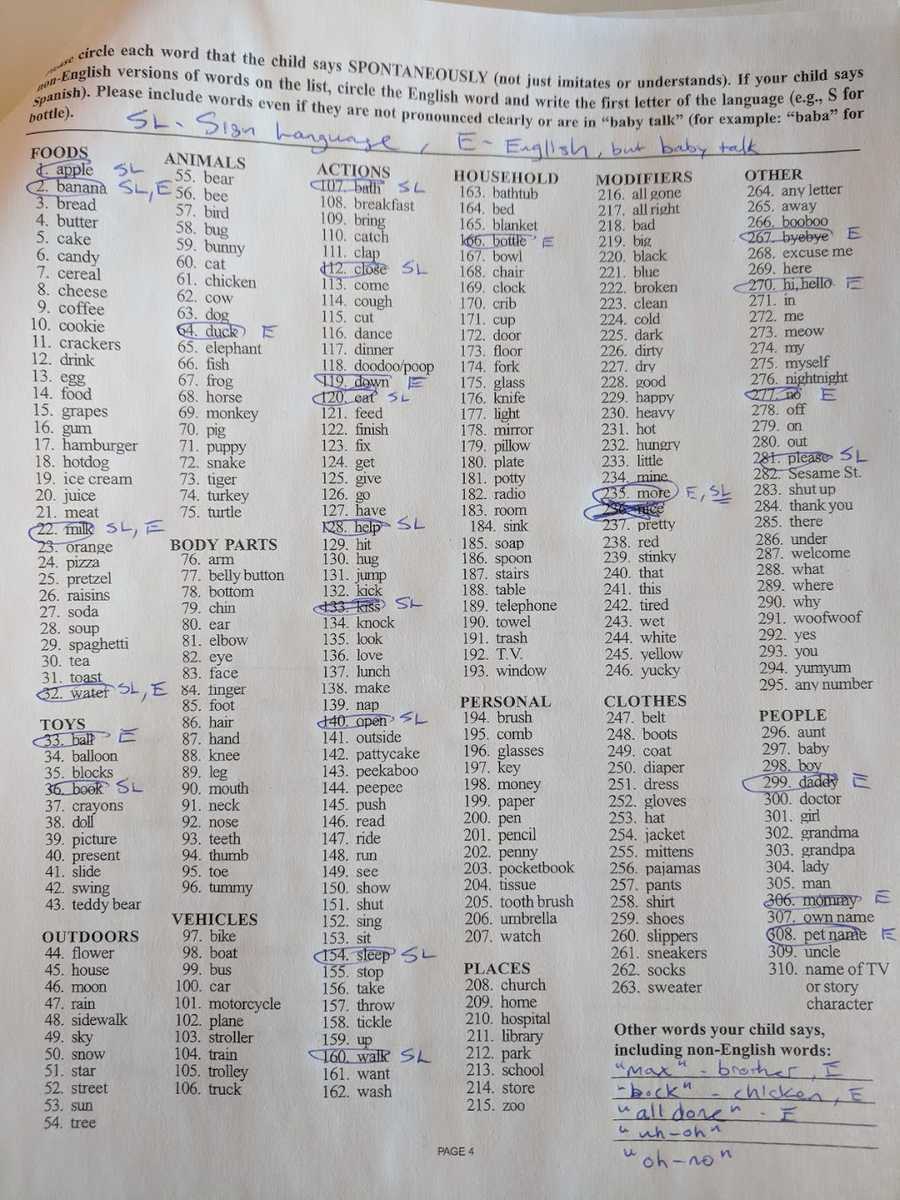 Please circle each word that the child says SPONTANEOUSLY (not just imitates or understands). If your child says
non-English versions of words on the list, circle the English word and write the first letter of the language (e.g., S for
Spanish). Please include words even if they are not pronounced clearly or are in “baby talk” (for example: “baba” for
bottle).
SL - Sign Language, E - English, but baby talk
FOODS
1. apple SL
2. banana SL, E
3. bread
4. butter
5. cake
6. candy
7. cereal
8. cheese
9. coffee
10. cookie
11. crackers
12. drink
13. egg
14. food
15. grapes
16. gum
17. hamburger
18. hotdog
19. ice cream
20. juice
21. meat
22. milk SL, E
23. orange
24. pizza
25. pretzel
26. raisins
27. soda
28. soup
29. spaghetti
30. tea
31. toast
32. water SL, E
TOYS
33. ball E
34. balloon
35. blocks
36. book SL
37. crayons
38. doll
39. picture
40. present
41. slide
42. swing
43. teddy bear
OUTDOORS
44. flower
45. house
46. moon
47. rain
48. sidewalk
49. sky
50. snow
51. star
52. street
53. sun
54. tree
ANIMALS
55. bear
56. bee
57. bird
58. bug
59. bunny
60. cat
61. chicken
62. cow
63. dog
64. duck E
65. elephant
66. fish
67. frog
68. horse
69. monkey
70. pig
71. puppy
72. snake
73. tiger
74. turkey
75. turtle
BODY PARTS
76. arm
77. belly button
78. bottom
79. chin
80. ear
81. elbow
82. eye
83. face
84. finger
85. foot
86. hair
87. hand
88. knee
89. leg
90. mouth
91. neck
92. nose
93. teeth
94. thumb
95. toe
96. tummy
VEHICLES
97. bike
98. boat
99. bus
100. car
101. motorcycle
102. plane
103. stroller
104. train
105. trolley
106. truck
ACTIONS
107. bath SL
108. breakfast
109. bring
110. catch
111. clap
112. close SL
113. come
114. cough
115. cut
116. dance
117. dinner
118. doodoo/poop
119. down E
120. eat SL
121. feed
122. finish
123. fix
124. get
125. give
126. go
127. have
128. help SL
129. hit
130. hug
131. jump
132. kick
133. kiss SL
134. knock
135. look
136. love
137. lunch
138. make
139. nap
140. open SL
141. outside
142. pattycake
143. peekaboo
144. peepee
145. push
146. read
147. ride
148. run
149. see
150. show
151. shut
152. sing
153. sit
154. sleep SL
155. stop
156. take
157. throw
158. tickle
159. up
160. walk SL
161. want
162. wash
HOUSEHOLD
163. bathtub
164. bed
165. blanket
166. bottle E
167. bowl
168. chair
169. clock
170. crib
171. cup
172. door
173. floor
174. fork
175. glass
176. knife
177. light
178. mirror
179. pillow
180. plate
181. potty
182. radio
183. room
184. sink
185. soap
186. spoon
187. stairs
188. table
189. telephone
190. towel
191. trash
192. T.V.
193. window
PERSONAL
194. brush
195. comb
196. glasses
197. key
198. money
199. paper
200. pen
201. pencil
202. penny
203. pocketbook
204. tissue
205. tooth brush
206. umbrella
207. watch
PLACES
208. church
209. home
210. hospital
211. library
212. park
213. school
214. store
215. zoo
MODIFIERS
216. all gone
217. all right
218. bad
219. big
220. black
221. blue
222. broken
223. clean
224. cold
225. dark
226. dirty
227. dry
228. good
229. happy
230. heavy
231. hot
232. hungry
233. little
234. mine
235. more E, SL
236. nice
237. pretty
238. red
239. stinky
240. that
241. this
242. tired
243. wet
244. white
245. yellow
246. yucky
CLOTHES
247. belt
248. boots
249. coat
250. diaper
251. dress
252. gloves
253. hat
254. jacket
255. mittens
256. pajamas
257. pants
258. shirt
259. shoes
260. slippers
261. sneakers
262. socks
263. sweater
OTHER
264. any letter
265. away
266. booboo
267. byebye E
268. excuse me
269. here
270. hi, hello E
271. in
272. me
273. meow
274. my
275. myself
276. nightnight
277. no E
278. off
279. on
280. out
281. please SL
282. Sesame St.
283. shut up
284. thank you
285. there
286. under
287. welcome
288. what
289. where
290. why
291. woofwoof
292. yes
293. you
294. yumyum
295. any number
PEOPLE
296. aunt
297. baby
298. boy
299. daddy E
300. doctor
301. girl
302. grandma
303. grandpa
304. lady
305. man
306. mommy E
307. own name
308. pet name E
309. uncle
310. name of TV
or story
character
Other words your child says,
including non-English words:
"Max" - brother, E
"bock" - chicken, E
"all done" - E
"uh-oh"
"oh-no"
PAGE 4